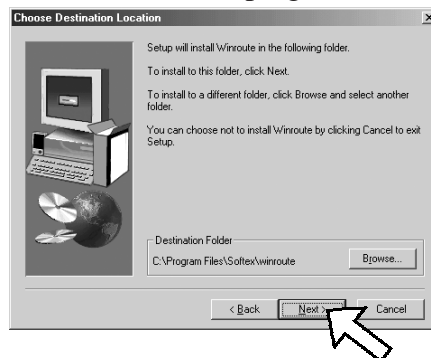 Choose Destination Location
Setup will install Winroute in the following folder.
To install to this folder, click Next.
To install to a different folder, click Browse and select another
folder.
You can choose not to install Winroute by clicking Cancel to exit
Setup.
Destination Folder
C:\Program Files\Softex\winroute
Browse...
< Back
Next >
Cancel